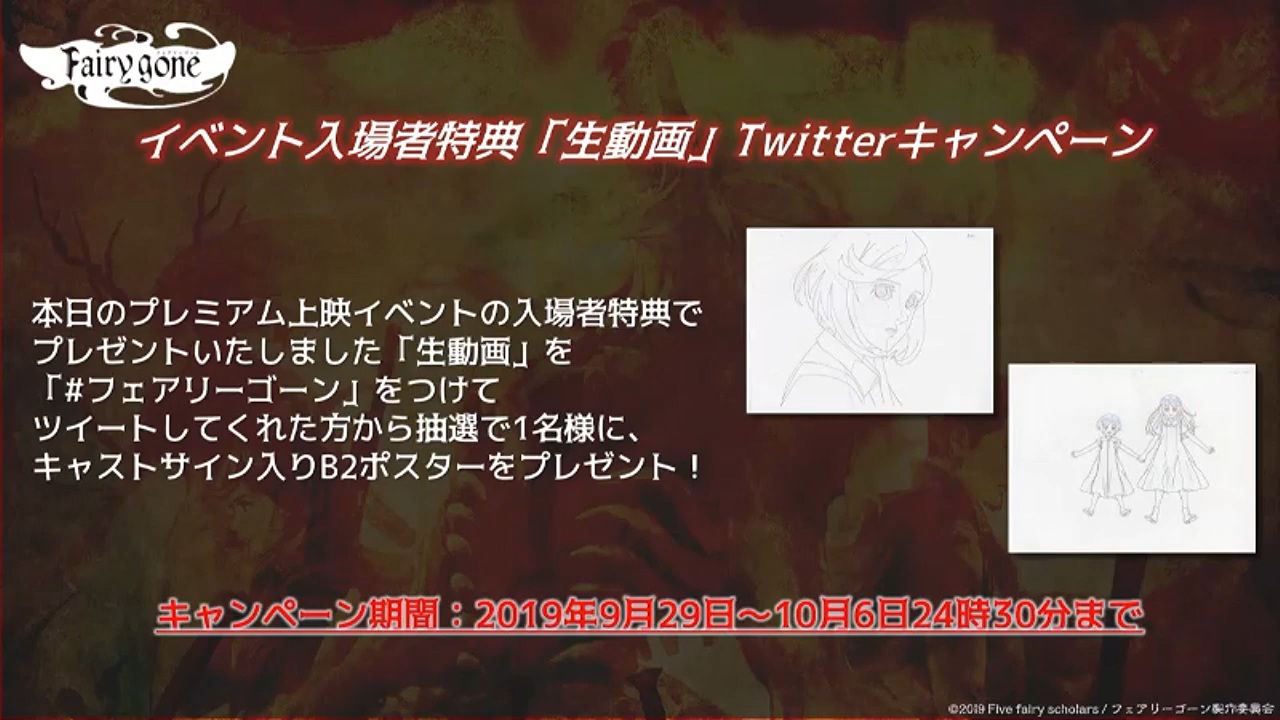 Fairy gone
イベント入場者特典「生動画」Twitterキャンペーン
本日のプレミアム上映イベントの入場者特典で
プレゼントいたしました「生動画」を
「#フェアリーゴーン」をつけて
ツイートしてくれた方から抽選で1名様に、
キャストサイン入りB2ポスターをプレゼント！
キャンペーン期間：2019年9月29日～10月6日24時30分まで
©2019 Five fairy scholars / フェアリーゴーン製作委員会